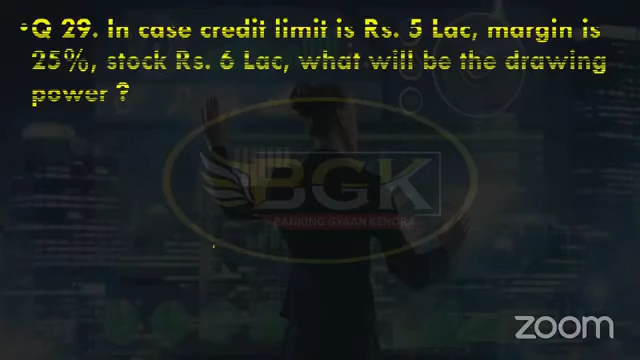 •Q 29. In case credit limit is Rs. 5 Lac, margin is
25%, stock Rs. 6 Lac, what will be the drawing
power ?
BGK
BANKING GYAAN KENDRA
zoom